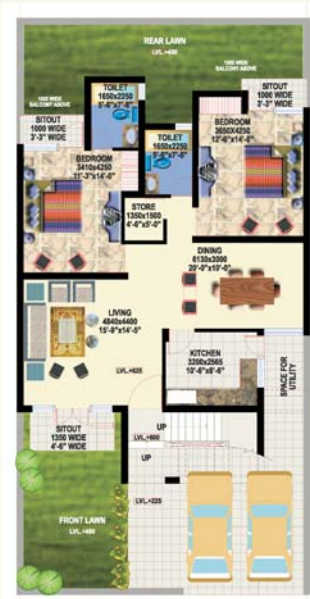 REAR LAWN
LVL.=450
1000 WIDE
BALCONY ABOVE
TOILET
1650x2250
5'-6"x7'-6"
1000 WIDE
BALCONY ABOVE
SITOUT
1000 WIDE
3'-3" WIDE
SITOUT
1000 WIDE
3'-3" WIDE
BEDROOM
3650X4250
12'-0"x14'-0"
TOILET
1650x2250
5'-6"x7'-6"
BEDROOM
3410x4250
11'-3"x14'-0"
STORE
1350x1500
4'-6"x5'-0"
DINING
6130x3000
20'-0"x10'-0"
LIVING
4840x4400
15'-9"x14'-5"
KITCHEN
3200x2565
10'-6"x8'-6"
LVL.=625
SPACE FOR
UTILITY
SITOUT
1350 WIDE
4'-6" WIDE
UP
LVL.=600
UP
LVL.=225
FRONT LAWN
LVL.=450